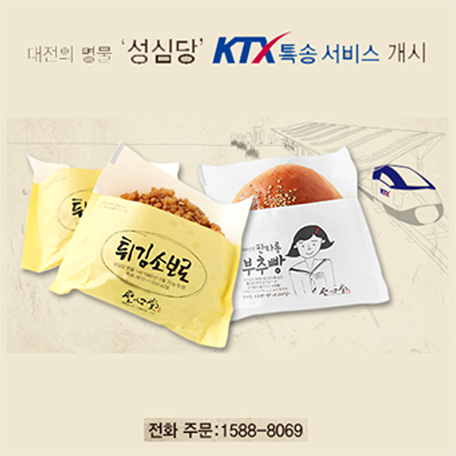 대전의 명물 '성심당' KTX 특송 서비스 개시
튀김소보로
판타롱
부추빵
KTX
전화 주문:1588-8069